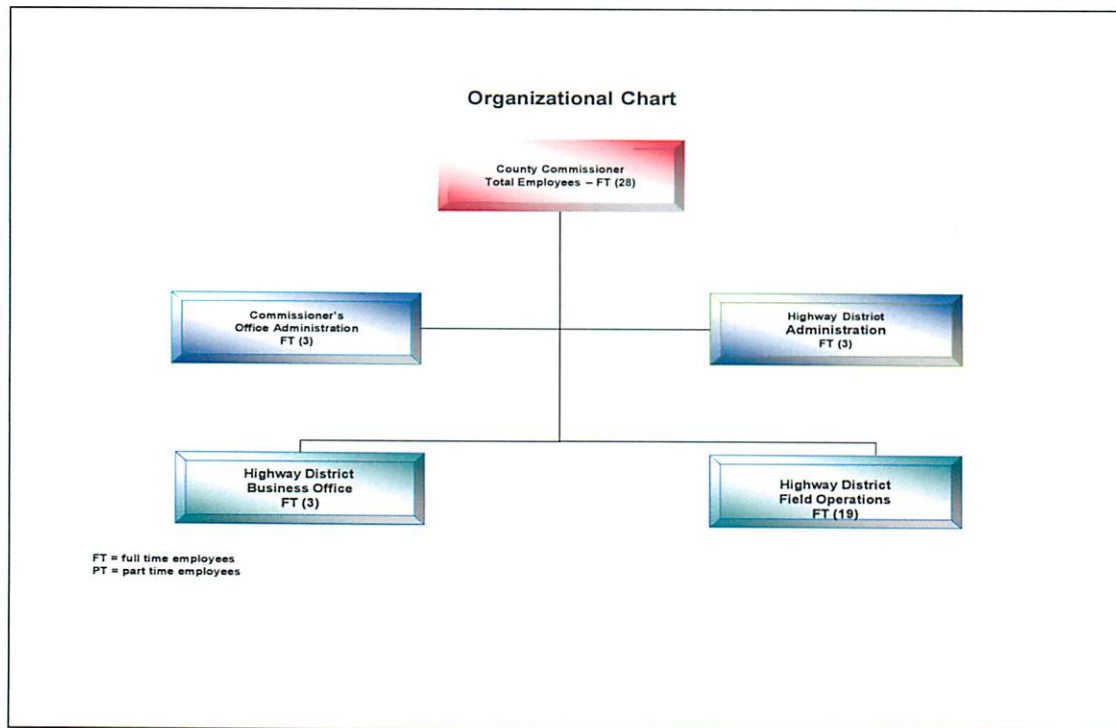 Organizational Chart
County Commissioner
Total Employees – FT (28)
Commissioner's
Office Administration
FT (3)
Highway District
Administration
FT (3)
Highway District
Business Office
FT (3)
Highway District
Field Operations
FT (19)
FT = full time employees
PT = part time employees